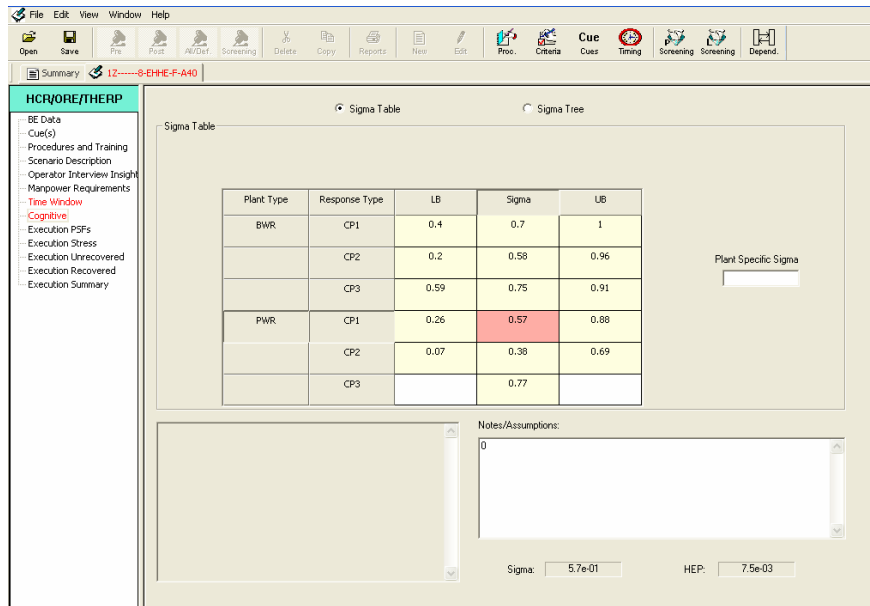 File Edit View Window Help
Open Save Pre Post All/Def. Screening Delete Copy Reports New Edit Proc. Criteria Cue Cues Timing Screening Screening Depend.
Summary 1Z------8-EHHE-F-A40
HCR/ORE/THERP
BE Data
Cue(s)
Procedures and Training
Scenario Description
Operator Interview Insight
Manpower Requirements
Time Window
Cognitive
Execution PSFs
Execution Stress
Execution Unrecovered
Execution Recovered
Execution Summary
Sigma Table Sigma Tree
Sigma Table
Plant Type Response Type LB Sigma UB
BWR CP1 0.4 0.7 1
CP2 0.2 0.58 0.96
CP3 0.59 0.75 0.91
PWR CP1 0.26 0.57 0.88
CP2 0.07 0.38 0.69
CP3 0.77
Plant Specific Sigma
Notes/Assumptions:
0
Sigma: 5.7e-01 HEP: 7.5e-03